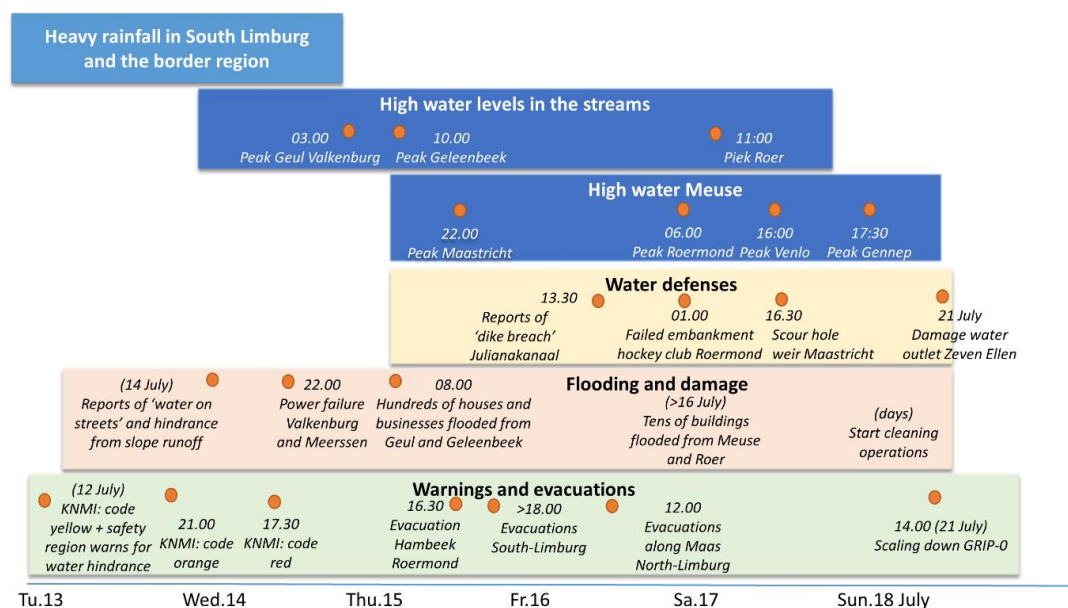 Heavy rainfall in South Limburg
and the border region
High water levels in the streams
03.00
Peak Geul Valkenburg
10.00
Peak Geleenbeek
11:00
Piek Roer
High water Meuse
22.00
Peak Maastricht
06.00
Peak Roermond
16:00
Peak Venlo
17:30
Peak Gennep
Water defenses
13.30
Reports of
‘dike breach’
Julianakanaal
01.00
Failed embankment
hockey club Roermond
16.30
Scour hole
weir Maastricht
21 July
Damage water
outlet Zeven Ellen
Flooding and damage
(14 July)
Reports of ‘water on
streets’ and hindrance
from slope runoff
22.00
Power failure
Valkenburg
and Meerssen
08.00
Hundreds of houses and
businesses flooded from
Geul and Geleenbeek
(>16 July)
Tens of buildings
flooded from Meuse
and Roer
(days)
Start cleaning
operations
Warnings and evacuations
(12 July)
KNMI: code
yellow + safety
region warns for
water hindrance
21.00
KNMI: code
orange
17.30
KNMI: code
red
16.30
Evacuation
Hambeek
Roermond
>18.00
Evacuations
South-Limburg
12.00
Evacuations
along Maas
North-Limburg
14.00 (21 July)
Scaling down GRIP-0
Tu.13
Wed.14
Thu.15
Fr.16
Sa.17
Sun.18 July